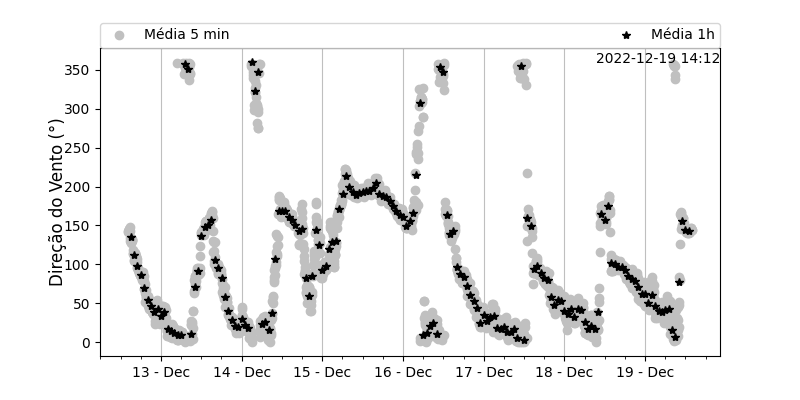 Média 5 min
Média 1h
2022-12-19 14:12
Direção do Vento (°)
350
300
250
200
150
100
50
0
13 - Dec
14 - Dec
15 - Dec
16 - Dec
17 - Dec
18 - Dec
19 - Dec